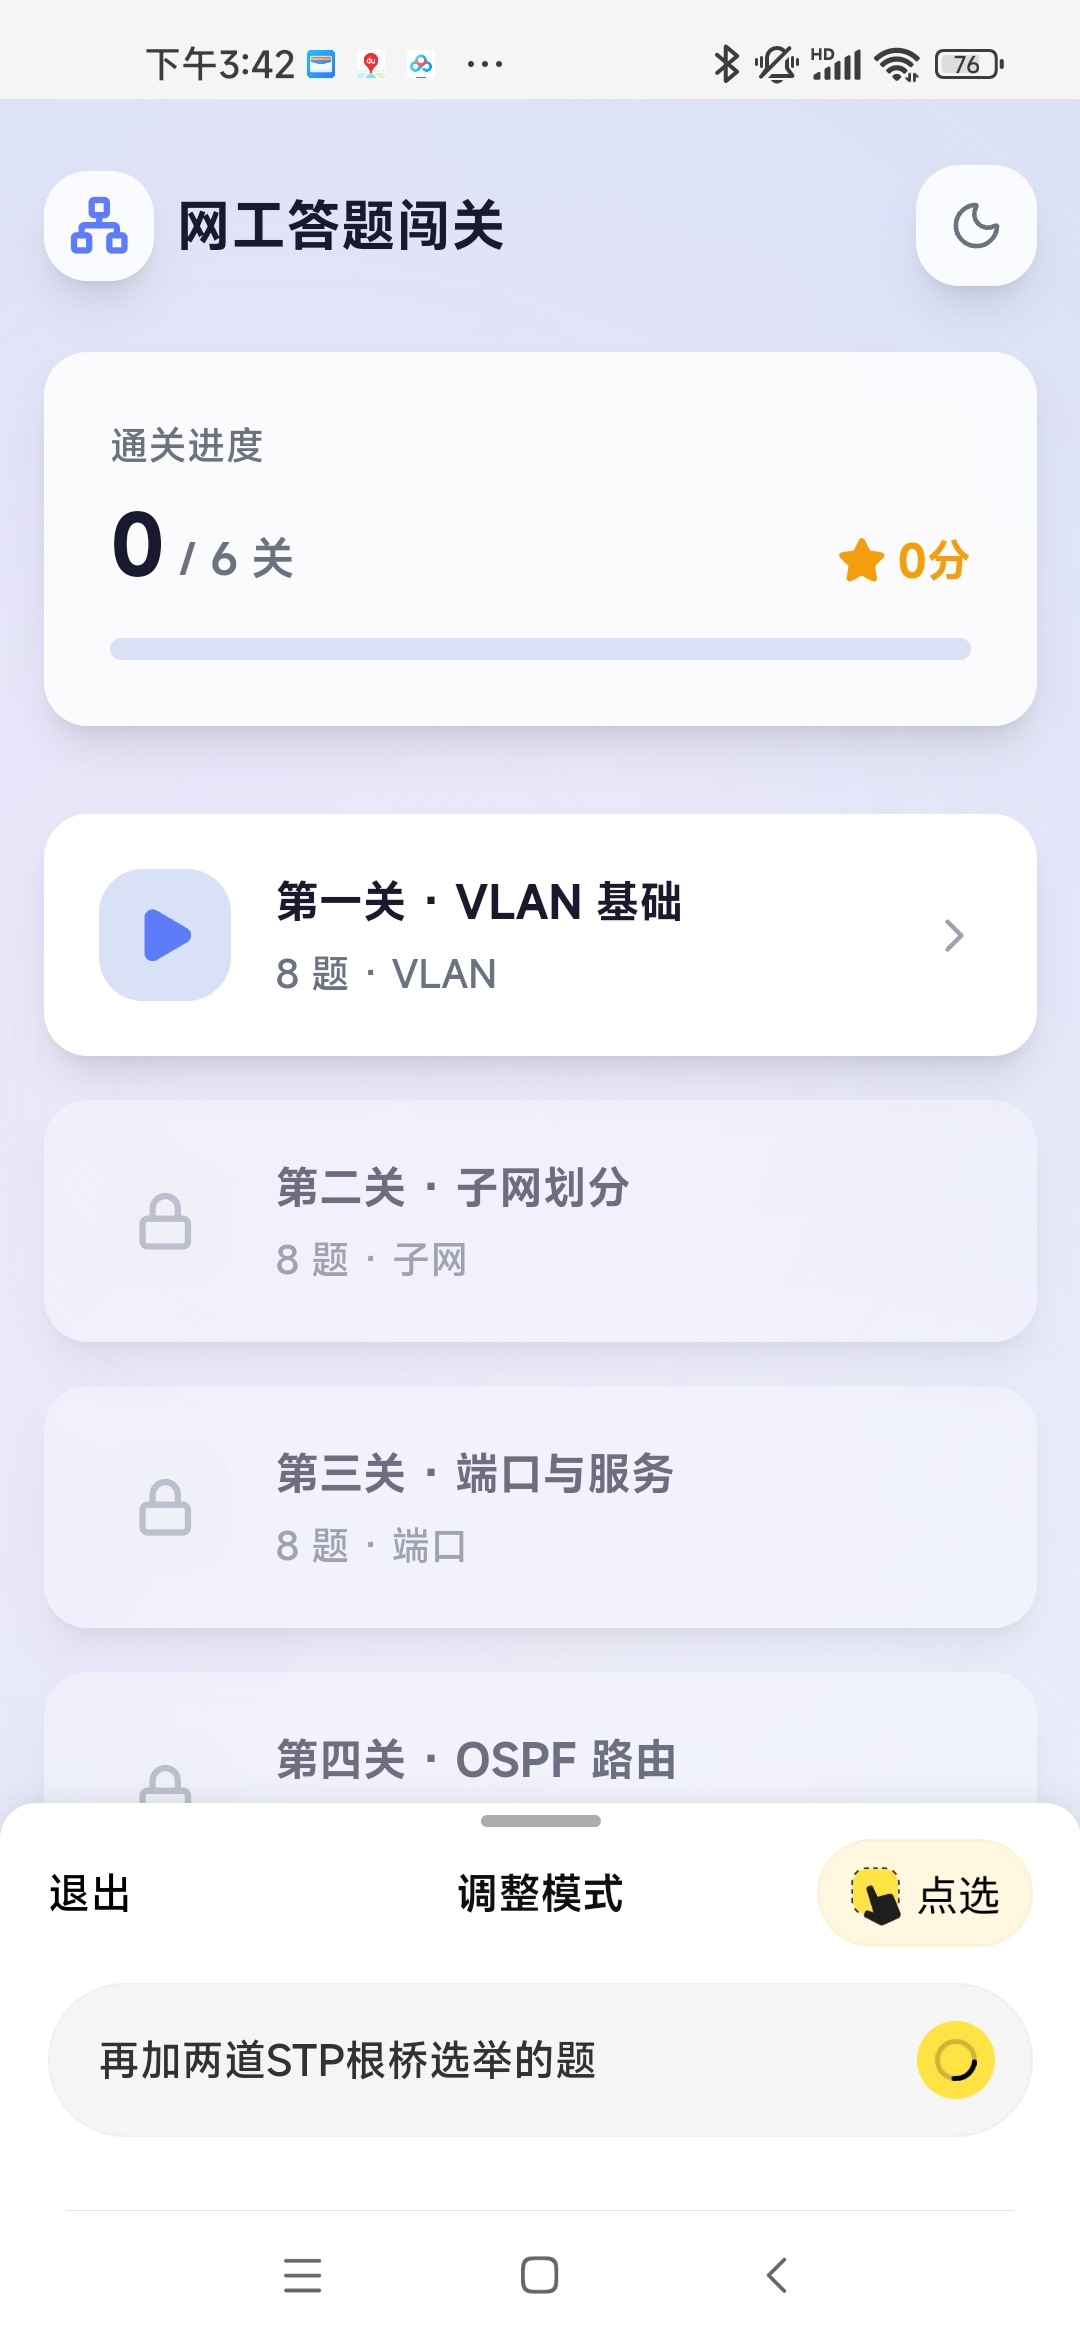 下午3:42
HD
76
网工答题闯关
通关进度
0 / 6 关
0分
第一关 · VLAN 基础
8 题 · VLAN
第二关 · 子网划分
8 题 · 子网
第三关 · 端口与服务
8 题 · 端口
第四关 · OSPF 路由
退出
调整模式
点选
再加两道STP根桥选举的题